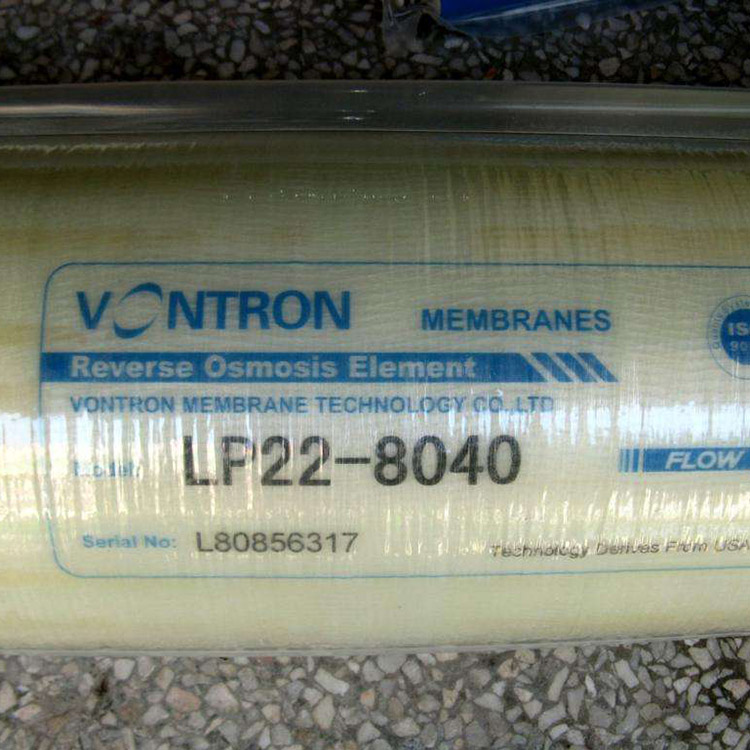 VONTRON MEMBRANES
Reverse Osmosis Element
VONTRON MEMBRANE TECHNOLOGY CO.,LTD
Model: LP22-8040
FLOW
Serial No: L80856317
Technology Derives From USA